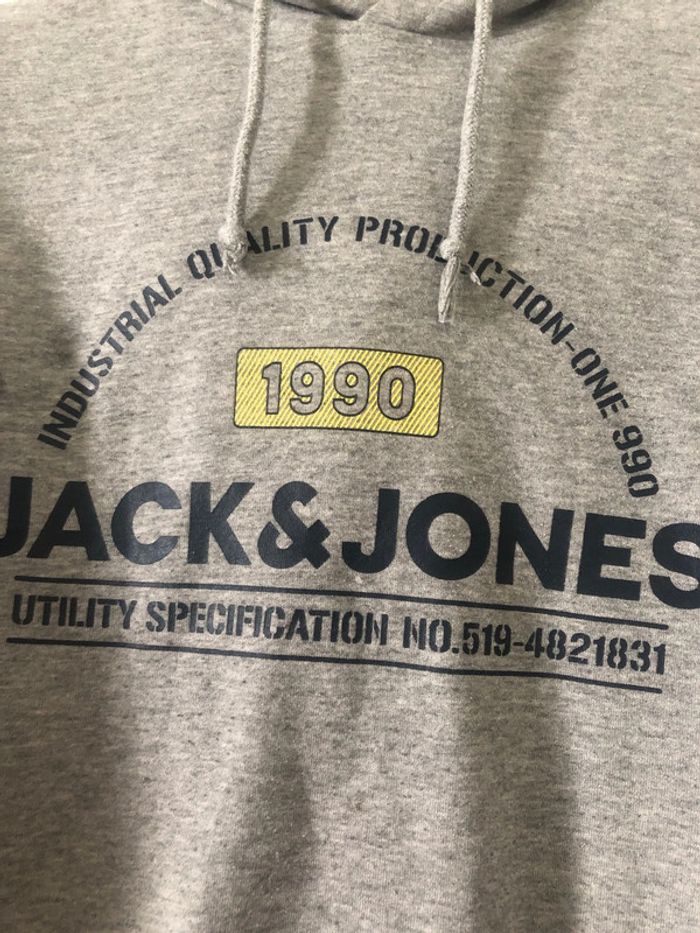 INDUSTRIAL QUALITY PRODUCTION-ONE 990
1990
JACK&JONES
UTILITY SPECIFICATION NO.519-4821831